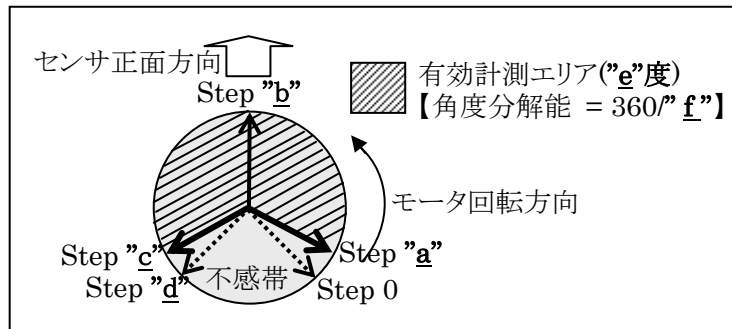 センサ正面方向
Step ”b”
有効計測エリア(”e”度)
【角度分解能 = 360/” f ”】
モータ回転方向
Step ”c”
Step ”a”
Step ”d”
不感帯
Step 0